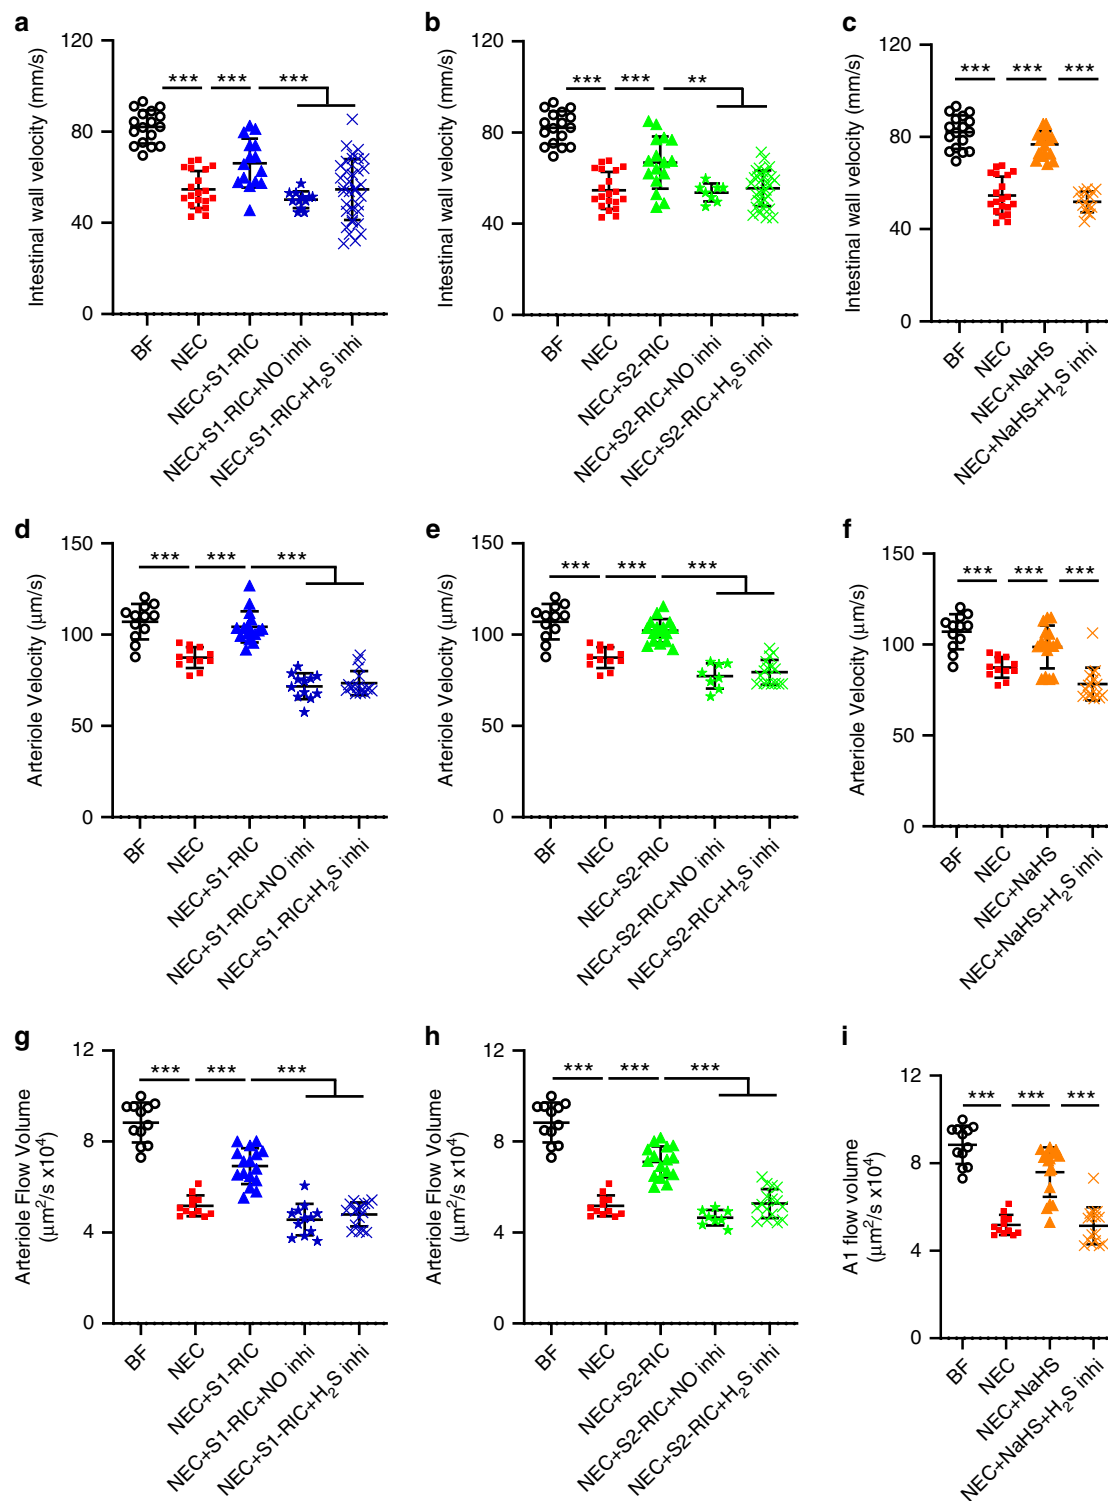 a
Intestinal wall velocity (mm/s)
120
80
40
0
*** *** ***
BF
NEC
NEC+S1-RIC
NEC+S1-RIC+NO inhi
NEC+S1-RIC+H₂S inhi
b
Intestinal wall velocity (mm/s)
120
80
40
0
*** *** **
BF
NEC
NEC+S2-RIC
NEC+S2-RIC+NO inhi
NEC+S2-RIC+H₂S inhi
c
Intestinal wall velocity (mm/s)
120
80
40
0
*** *** ***
BF
NEC
NEC+NaHS
NEC+NaHS+H₂S inhi
d
Arteriole Velocity (μm/s)
150
100
50
0
*** *** ***
BF
NEC
NEC+S1-RIC
NEC+S1-RIC+NO inhi
NEC+S1-RIC+H₂S inhi
e
Arteriole Velocity (μm/s)
150
100
50
0
*** *** ***
BF
NEC
NEC+S2-RIC
NEC+S2-RIC+NO inhi
NEC+S2-RIC+H₂S inhi
f
Arteriole Velocity (μm/s)
150
100
50
0
*** *** ***
BF
NEC
NEC+NaHS
NEC+NaHS+H₂S inhi
g
Arteriole Flow Volume
(μm²/s x10⁴)
12
8
4
0
*** *** ***
BF
NEC
NEC+S1-RIC
NEC+S1-RIC+NO inhi
NEC+S1-RIC+H₂S inhi
h
Arteriole Flow Volume
(μm²/s x10⁴)
12
8
4
0
*** *** ***
BF
NEC
NEC+S2-RIC
NEC+S2-RIC+NO inhi
NEC+S2-RIC+H₂S inhi
i
A1 flow volume
(μm²/s x10⁴)
12
8
4
0
*** *** ***
BF
NEC
NEC+NaHS
NEC+NaHS+H₂S inhi